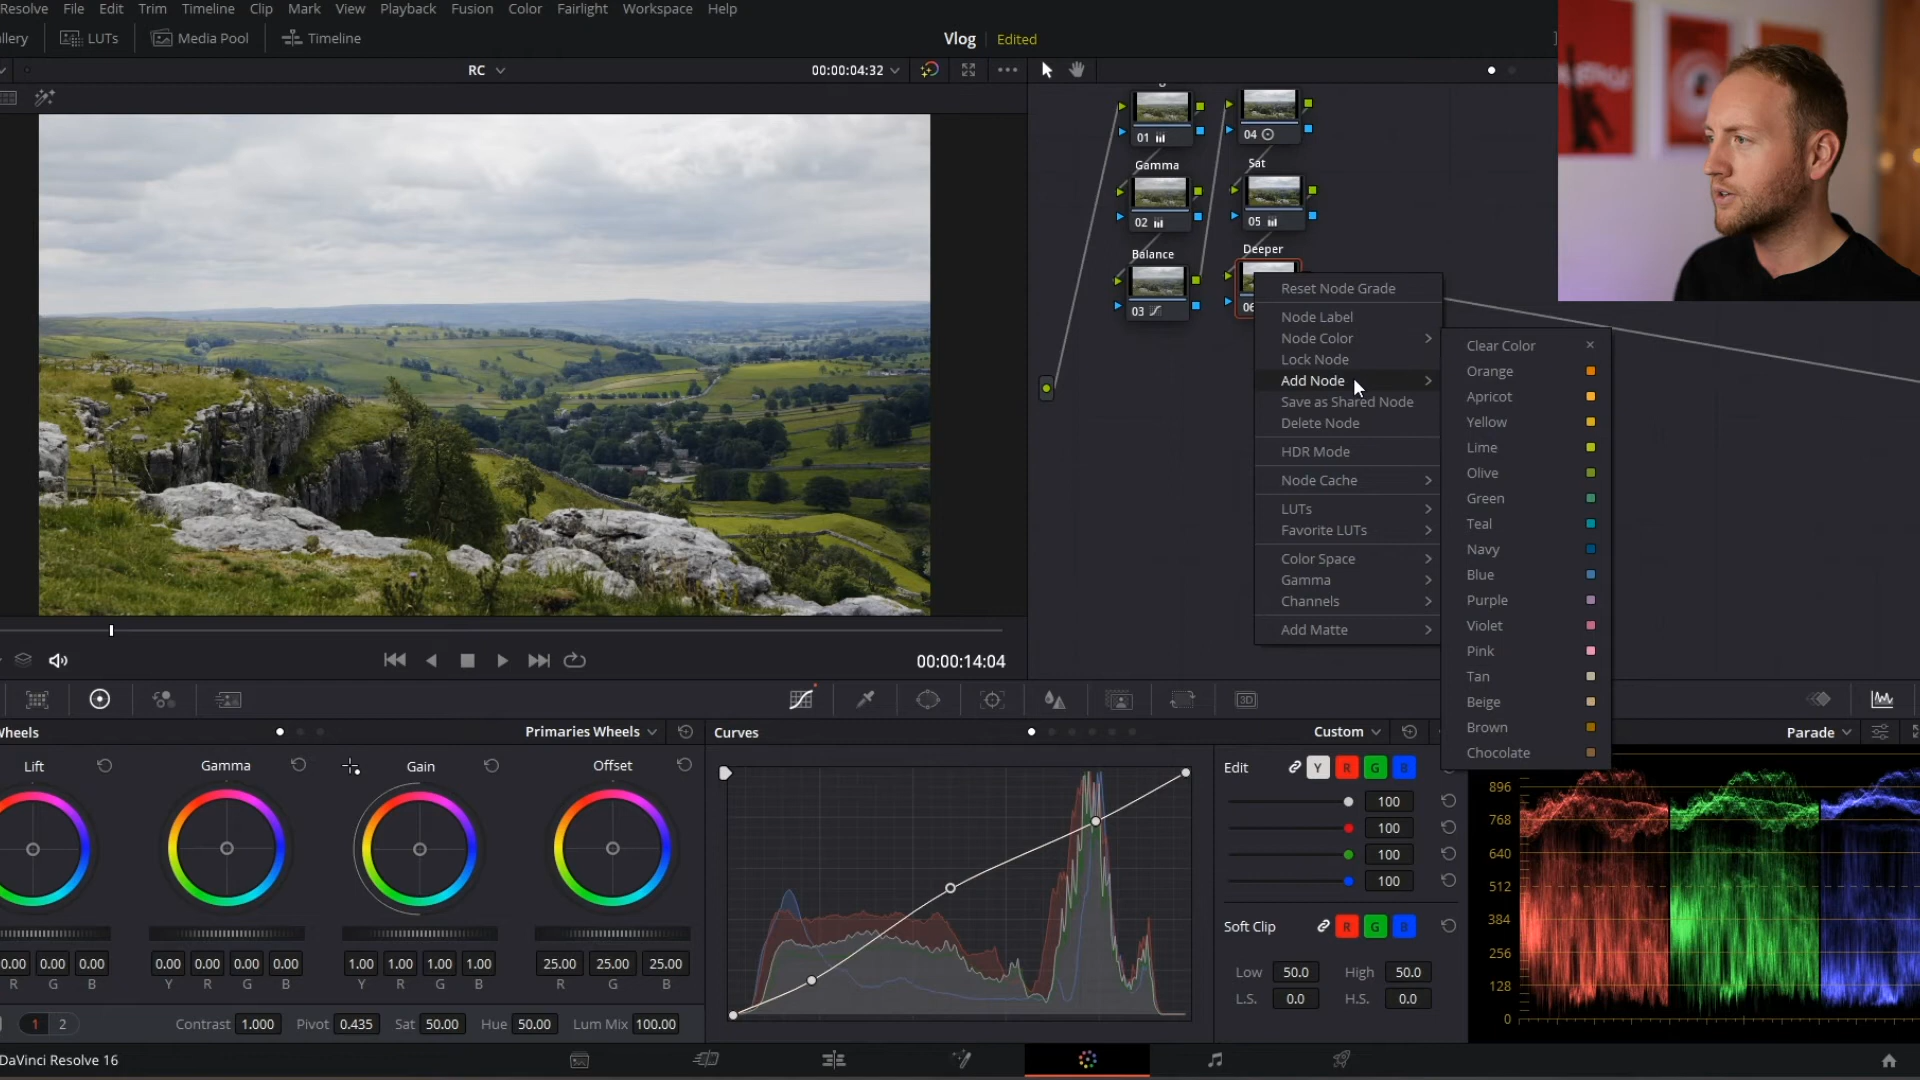 Resolve File Edit Trim Timeline Clip Mark View Playback Fusion Color Fairlight Workspace Help
llery LUTs Media Pool Timeline Vlog Edited
RC 00:00:04:32
01
04
Gamma Sat
02
05
Balance Deeper
03
06
Reset Node Grade
Node Label
Node Color
Lock Node
Add Node
Save as Shared Node
Delete Node
HDR Mode
Node Cache
LUTs
Favorite LUTs
Color Space
Gamma
Channels
Add Matte
Clear Color
Orange
Apricot
Yellow
Lime
Olive
Green
Teal
Navy
Blue
Purple
Violet
Pink
Tan
Beige
Brown
Chocolate
00:00:14:04
3D
Wheels Primaries Wheels
Lift Gamma Gain Offset
0.00 0.00 0.00 0.00 0.00 0.00 0.00 1.00 1.00 1.00 1.00 25.00 25.00 25.00
R G B Y R G B Y R G B R G B
1 2 Contrast 1.000 Pivot 0.435 Sat 50.00 Hue 50.00 Lum Mix 100.00
Curves Custom
Edit Y R G B
100
100
100
100
Soft Clip R G B
Low 50.0 High 50.0
L.S. 0.0 H.S. 0.0
Parade
896
768
640
512
384
256
128
0
DaVinci Resolve 16